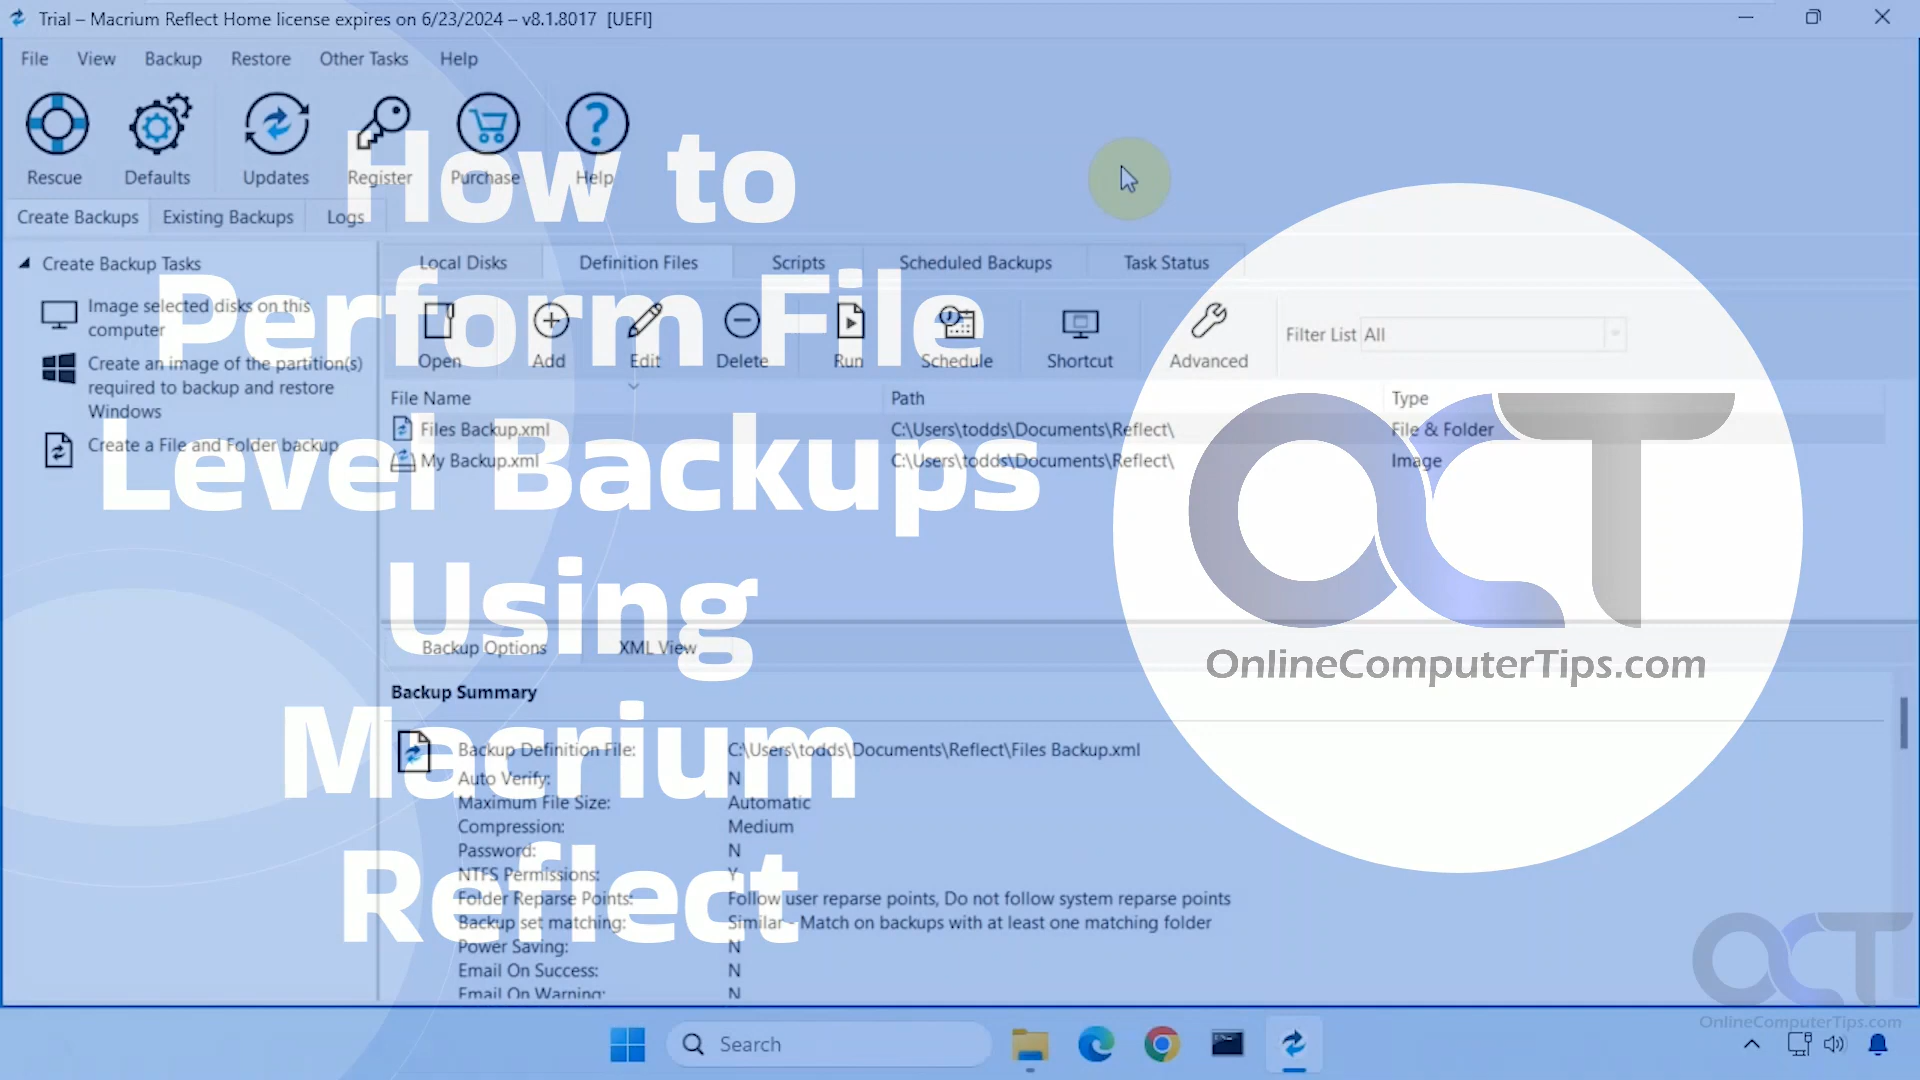 Trial – Macrium Reflect Home license expires on 6/23/2024 – v8.1.8017 [UEFI]
File View Backup Restore Other Tasks Help
Rescue Defaults Updates Register Purchase Help
Create Backups Existing Backups Logs
Create Backup Tasks
Image selected disks on this
computer
Create an image of the partition(s)
required to backup and restore
Windows
Create a File and Folder backup
Local Disks Definition Files Scripts Scheduled Backups Task Status
Open Add Edit Delete Run Schedule Shortcut Advanced Filter List All
File Name Path Type
Files Backup.xml C:\Users\todds\Documents\Reflect\ File & Folder
My Backup.xml C:\Users\todds\Documents\Reflect\ Image
Backup Options XML View
Backup Summary
Backup Definition File: C:\Users\todds\Documents\Reflect\Files Backup.xml
Auto Verify: N
Maximum File Size: Automatic
Compression: Medium
Password: N
NTFS Permissions: Y
Folder Reparse Points: Follow user reparse points, Do not follow system reparse points
Backup set matching: Similar - Match on backups with at least one matching folder
Power Saving: N
Email On Success: N
Email On Warning: N
How to
Perform File
Level Backups
Using
Macrium
Reflect
OCT
OnlineComputerTips.com
OCT
OnlineComputerTips.com
Search